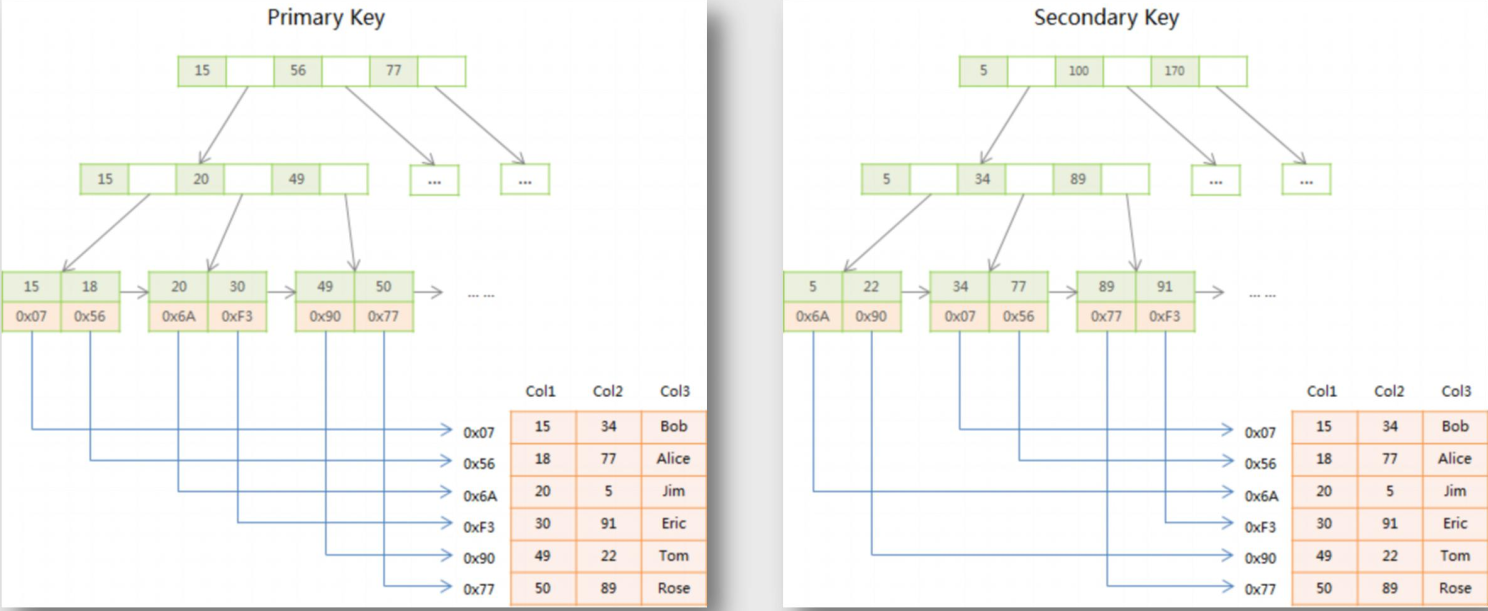 Primary Key
15 56 77
15 20 49 ... ...
15 18 20 30 49 50 ... ...
0x07 0x56 0x6A 0xF3 0x90 0x77
Col1 Col2 Col3
0x07 15 34 Bob
0x56 18 77 Alice
0x6A 20 5 Jim
0xF3 30 91 Eric
0x90 49 22 Tom
0x77 50 89 Rose
Secondary Key
5 100 170
5 34 89 ... ...
5 22 34 77 89 91 ... ...
0x6A 0x90 0x07 0x56 0x77 0xF3
Col1 Col2 Col3
0x07 15 34 Bob
0x56 18 77 Alice
0x6A 20 5 Jim
0xF3 30 91 Eric
0x90 49 22 Tom
0x77 50 89 Rose